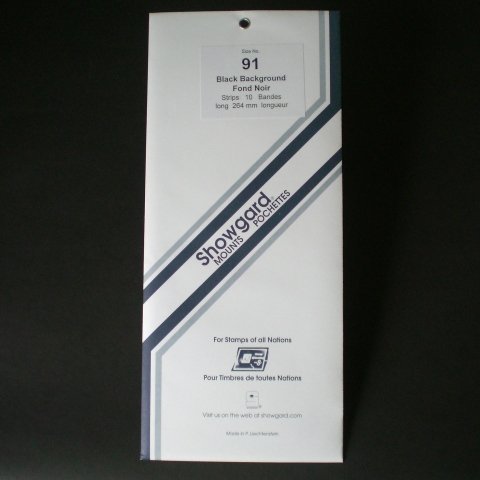 Size No.
91
Black Background
Fond Noir
Strips 10 Bandes
long 264 mm longueur
Showgard®
MOUNTS POCHETTES
For Stamps of all Nations
Pour Timbres de toutes Nations
Visit us on the web at showgard.com
Made in F. Liechtenstein